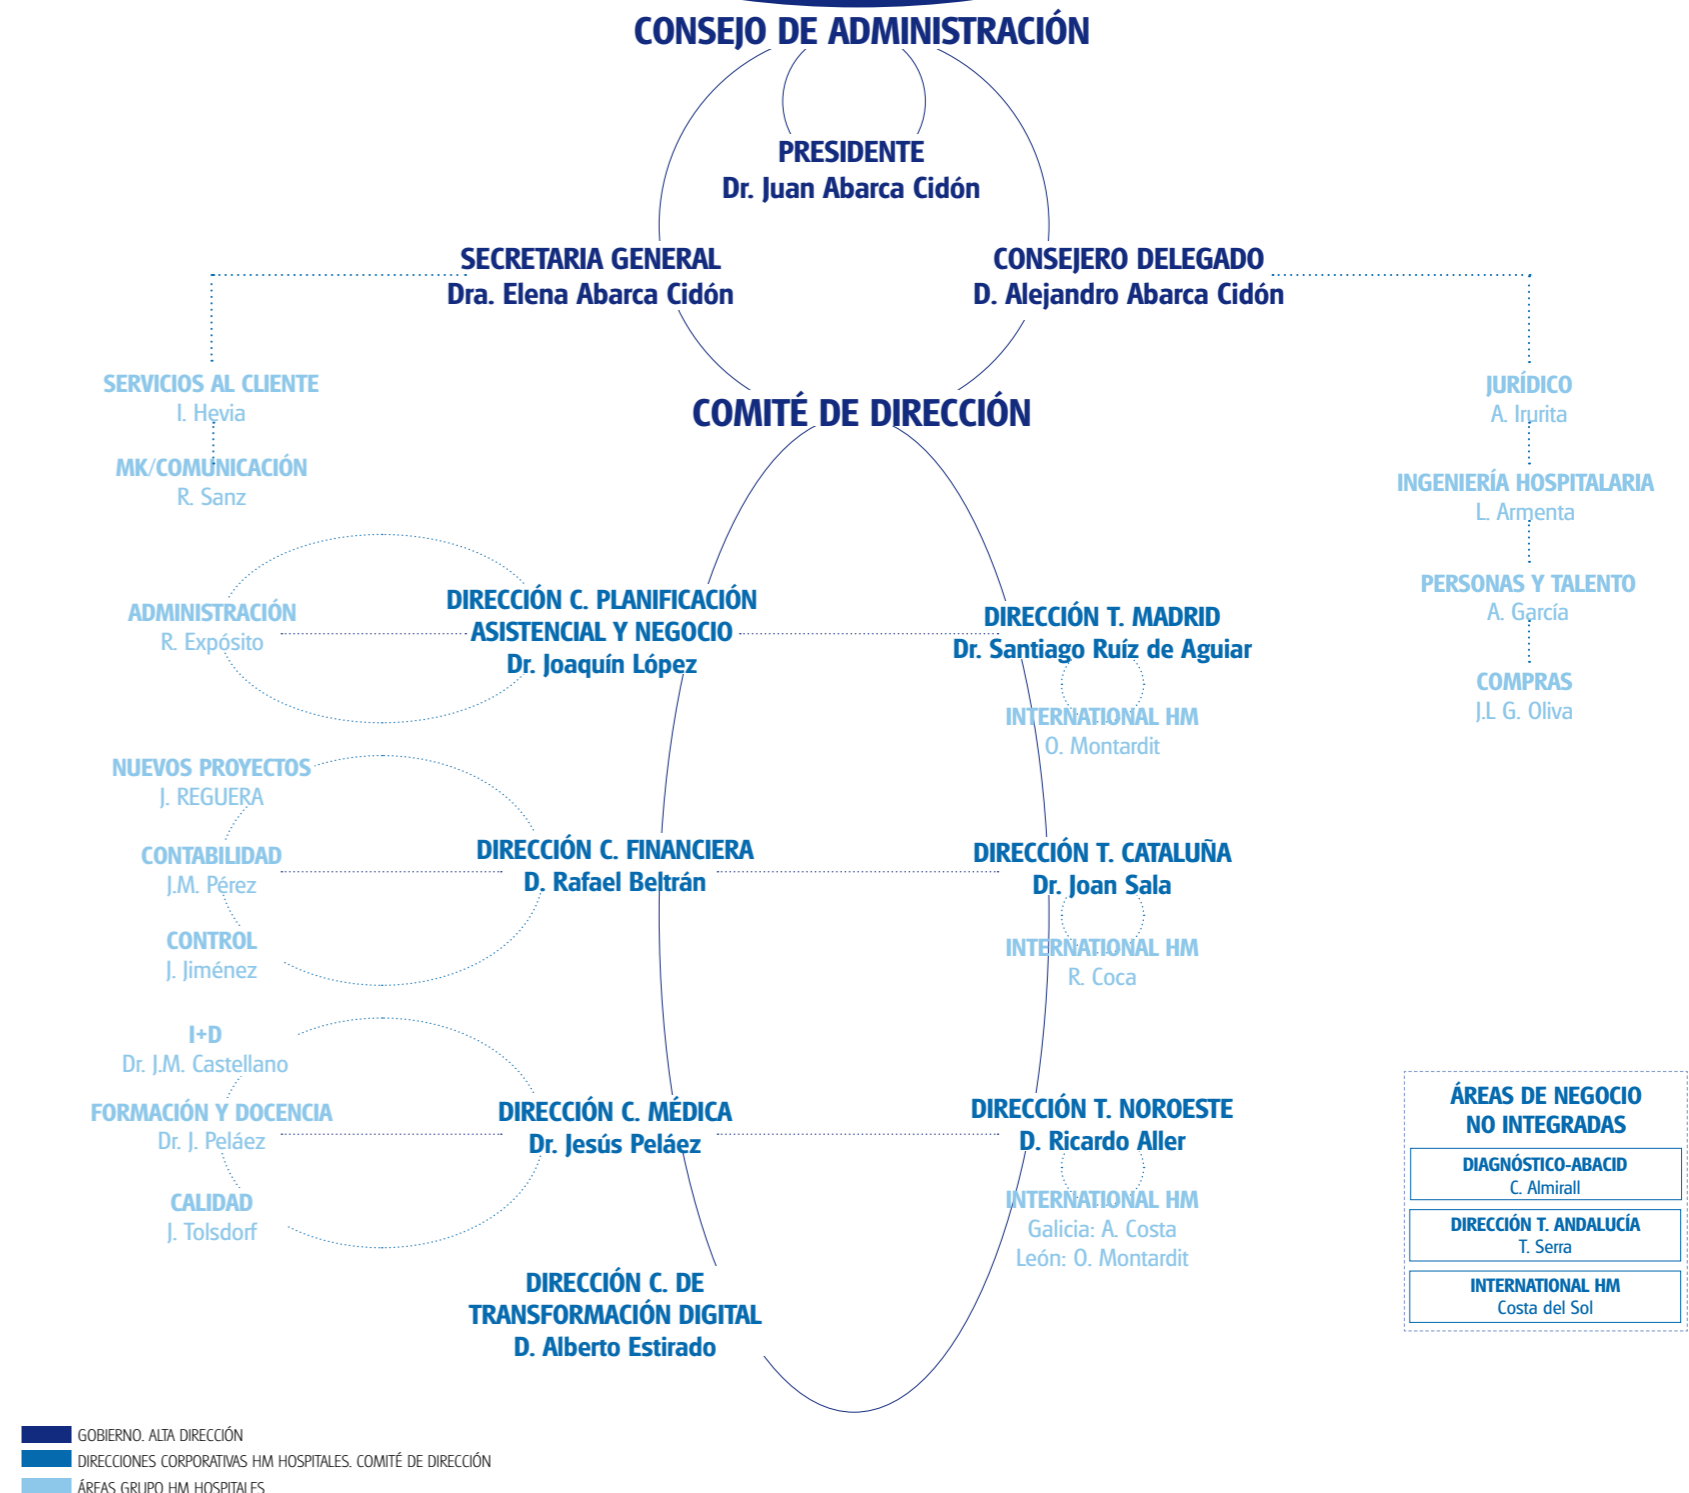 CONSEJO DE ADMINISTRACIÓN
PRESIDENTE
Dr. Juan Abarca Cidón
SECRETARIA GENERAL
Dra. Elena Abarca Cidón
CONSEJERO DELEGADO
D. Alejandro Abarca Cidón
SERVICIOS AL CLIENTE
I. Hevia
MK/COMUNICACIÓN
R. Sanz
JURÍDICO
A. Irurita
INGENIERÍA HOSPITALARIA
L. Armenta
PERSONAS Y TALENTO
A. García
COMPRAS
J.L G. Oliva
COMITÉ DE DIRECCIÓN
ADMINISTRACIÓN
R. Expósito
DIRECCIÓN C. PLANIFICACIÓN
ASISTENCIAL Y NEGOCIO
Dr. Joaquín López
DIRECCIÓN T. MADRID
Dr. Santiago Ruíz de Aguiar
INTERNATIONAL HM
O. Montardit
NUEVOS PROYECTOS
J. REGUERA
CONTABILIDAD
J.M. Pérez
CONTROL
J. Jiménez
DIRECCIÓN C. FINANCIERA
D. Rafael Beltrán
DIRECCIÓN T. CATALUÑA
Dr. Joan Sala
INTERNATIONAL HM
R. Coca
I+D
Dr. J.M. Castellano
FORMACIÓN Y DOCENCIA
Dr. J. Peláez
CALIDAD
J. Tolsdorf
DIRECCIÓN C. MÉDICA
Dr. Jesús Peláez
DIRECCIÓN T. NOROESTE
D. Ricardo Aller
INTERNATIONAL HM
Galicia: A. Costa
León: O. Montardit
DIRECCIÓN C. DE
TRANSFORMACIÓN DIGITAL
D. Alberto Estirado
ÁREAS DE NEGOCIO
NO INTEGRADAS
DIAGNÓSTICO-ABACID
C. Almirall
DIRECCIÓN T. ANDALUCÍA
T. Serra
INTERNATIONAL HM
Costa del Sol
GOBIERNO. ALTA DIRECCIÓN
DIRECCIONES CORPORATIVAS HM HOSPITALES. COMITÉ DE DIRECCIÓN
ÁREAS GRUPO HM HOSPITALES